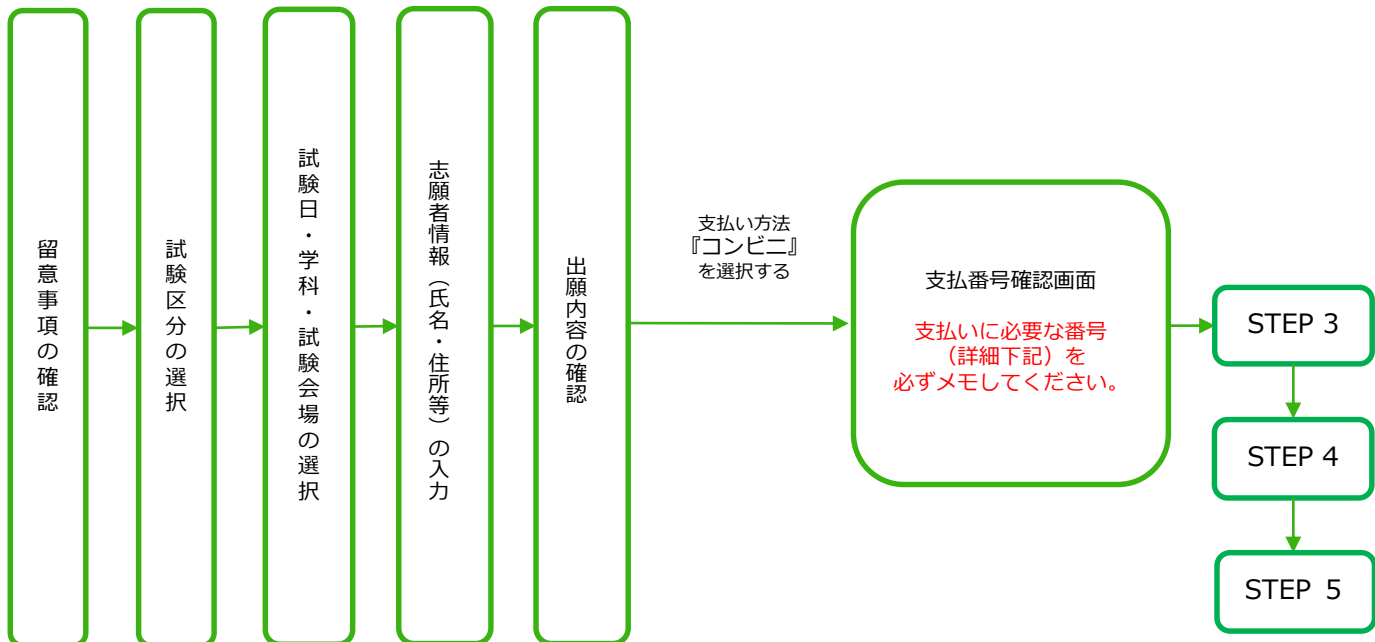 留意事項の確認
試験区分の選択
試験日・学科・試験会場の選択
志願者情報（氏名・住所等）の入力
出願内容の確認
支払い方法
『コンビニ』
を選択する
支払番号確認画面
支払いに必要な番号
（詳細下記）を
必ずメモしてください。
STEP 3
STEP 4
STEP 5